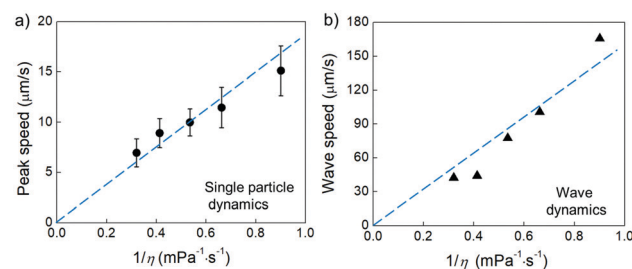 a)
20
15
10
5
0
Peak speed (μm/s)
Single particle
dynamics
0.0 0.2 0.4 0.6 0.8 1.0
1/η (mPa⁻¹·s⁻¹)
b)
180
150
120
90
60
30
0
Wave speed (μm/s)
Wave
dynamics
0.0 0.2 0.4 0.6 0.8 1.0
1/η (mPa⁻¹·s⁻¹)